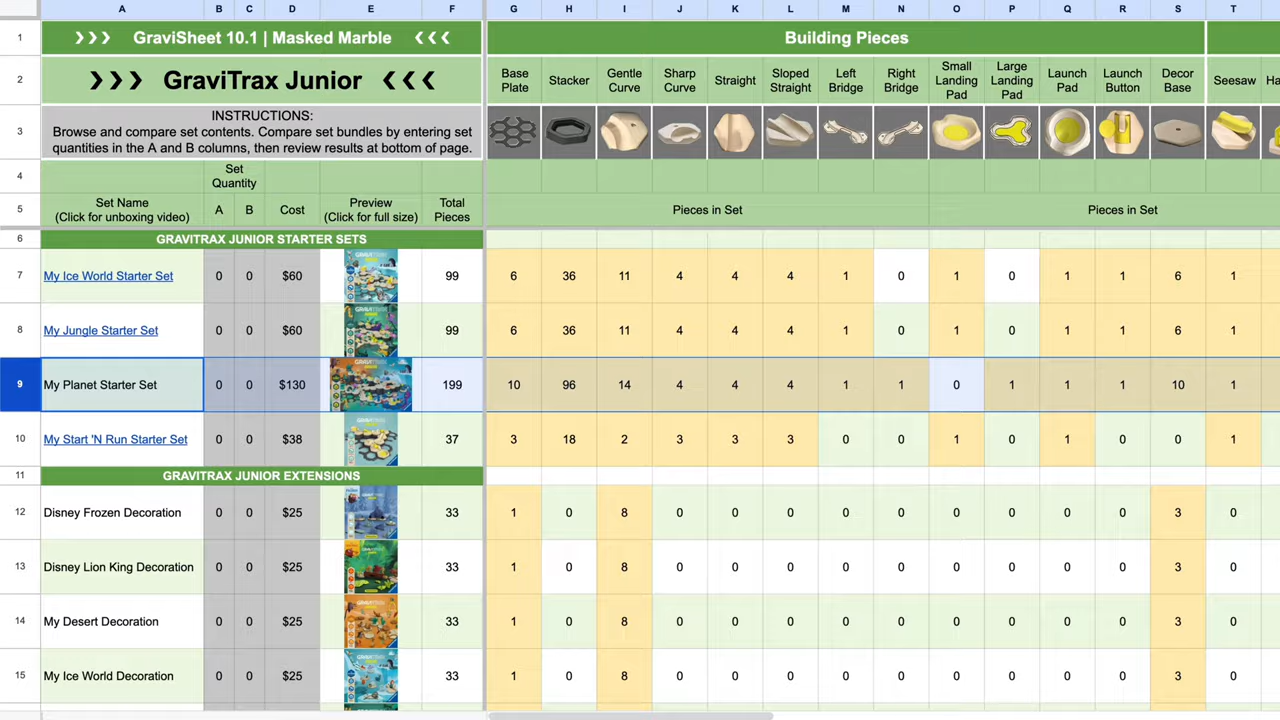 A B C D E F G H I J K L M N O P Q R S T
1 ❯❯❯ GraviSheet 10.1 | Masked Marble ❮❮❮ Building Pieces
2 ❯❯❯ GraviTrax Junior ❮❮❮ Base Plate Stacker Gentle Curve Sharp Curve Straight Sloped Straight Left Bridge Right Bridge Small Landing Pad Large Landing Pad Launch Pad Launch Button Decor Base Seesaw
3 INSTRUCTIONS:
Browse and compare set contents. Compare set bundles by entering set
quantities in the A and B columns, then review results at bottom of page.
4 Set
Quantity
5 Set Name
(Click for unboxing video) A B Cost Preview
(Click for full size) Total
Pieces Pieces in Set Pieces in Set
6 GRAVITRAX JUNIOR STARTER SETS
7 My Ice World Starter Set 0 0 $60 99 6 36 11 4 4 4 1 0 1 0 1 1 6 1
8 My Jungle Starter Set 0 0 $60 99 6 36 11 4 4 4 1 0 1 0 1 1 6 1
9 My Planet Starter Set 0 0 $130 199 10 96 14 4 4 4 1 1 0 1 1 1 10 1
10 My Start 'N Run Starter Set 0 0 $38 37 3 18 2 3 3 3 0 0 1 0 1 0 0 1
11 GRAVITRAX JUNIOR EXTENSIONS
12 Disney Frozen Decoration 0 0 $25 33 1 0 8 0 0 0 0 0 0 0 0 0 3 0
13 Disney Lion King Decoration 0 0 $25 33 1 0 8 0 0 0 0 0 0 0 0 0 3 0
14 My Desert Decoration 0 0 $25 33 1 0 8 0 0 0 0 0 0 0 0 0 3 0
15 My Ice World Decoration 0 0 $25 33 1 0 8 0 0 0 0 0 0 0 0 0 3 0